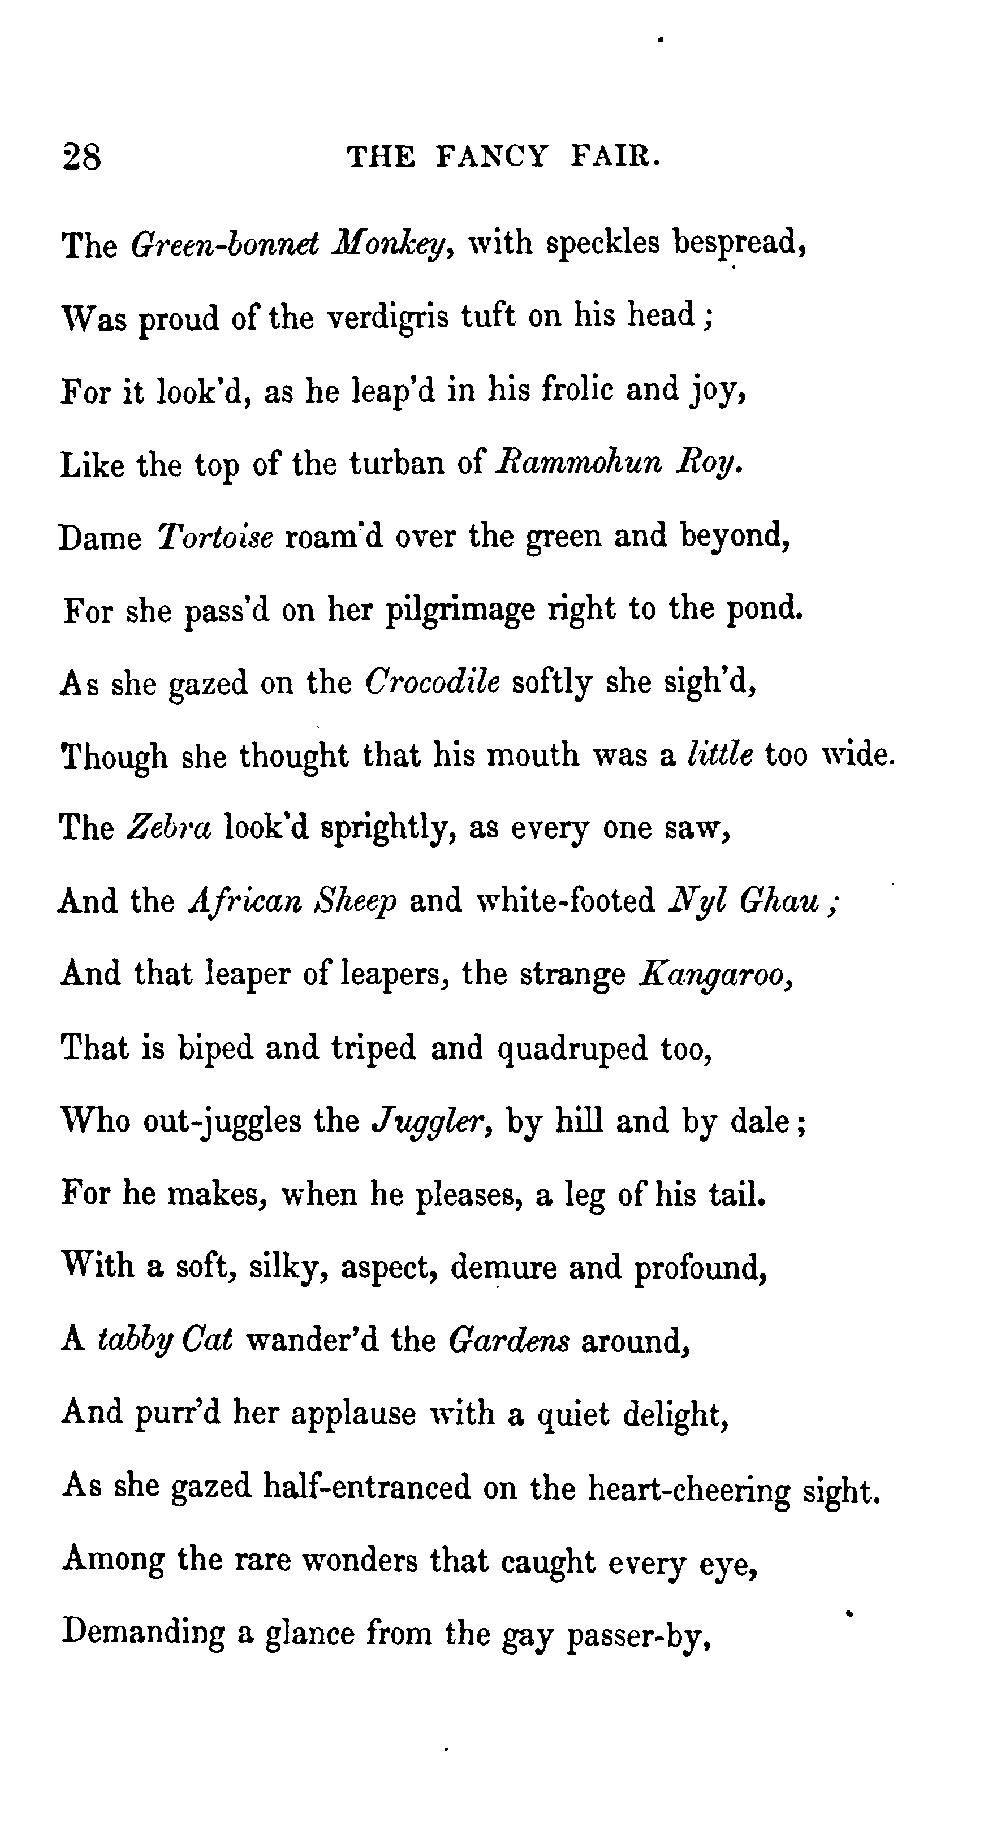 28 THE FANCY FAIR.
The Green-bonnet Monkey, with speckles bespread,
Was proud of the verdigris tuft on his head;
For it look'd, as he leap'd in his frolic and joy,
Like the top of the turban of Rammohun Roy.
Dame Tortoise roam'd over the green and beyond,
For she pass'd on her pilgrimage right to the pond.
As she gazed on the Crocodile softly she sigh'd,
Though she thought that his mouth was a little too wide.
The Zebra look'd sprightly, as every one saw,
And the African Sheep and white-footed Nyl Ghau;
And that leaper of leapers, the strange Kangaroo,
That is biped and triped and quadruped too,
Who out-juggles the Juggler, by hill and by dale;
For he makes, when he pleases, a leg of his tail.
With a soft, silky, aspect, demure and profound,
A tabby Cat wander'd the Gardens around,
And purr'd her applause with a quiet delight,
As she gazed half-entranced on the heart-cheering sight.
Among the rare wonders that caught every eye,
Demanding a glance from the gay passer-by,